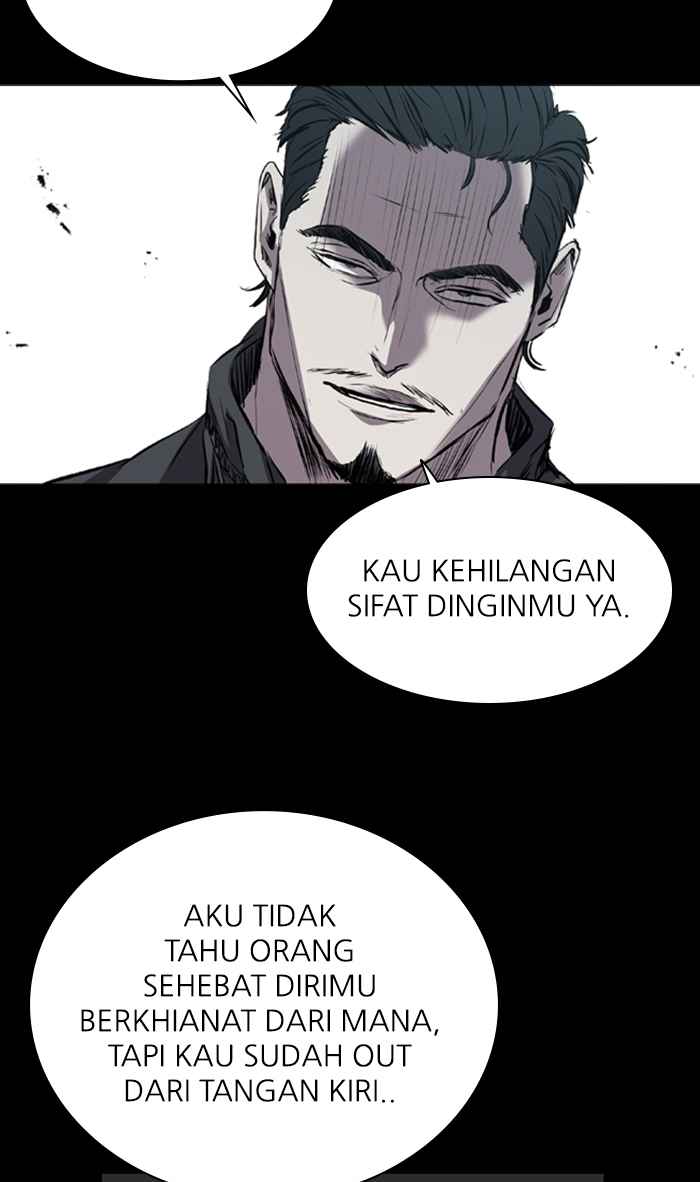 KAU KEHILANGAN
SIFAT DINGINMU YA.
AKU TIDAK
TAHU ORANG
SEHEBAT DIRIMU
BERKHIANAT DARI MANA,
TAPI KAU SUDAH OUT
DARI TANGAN KIRI..